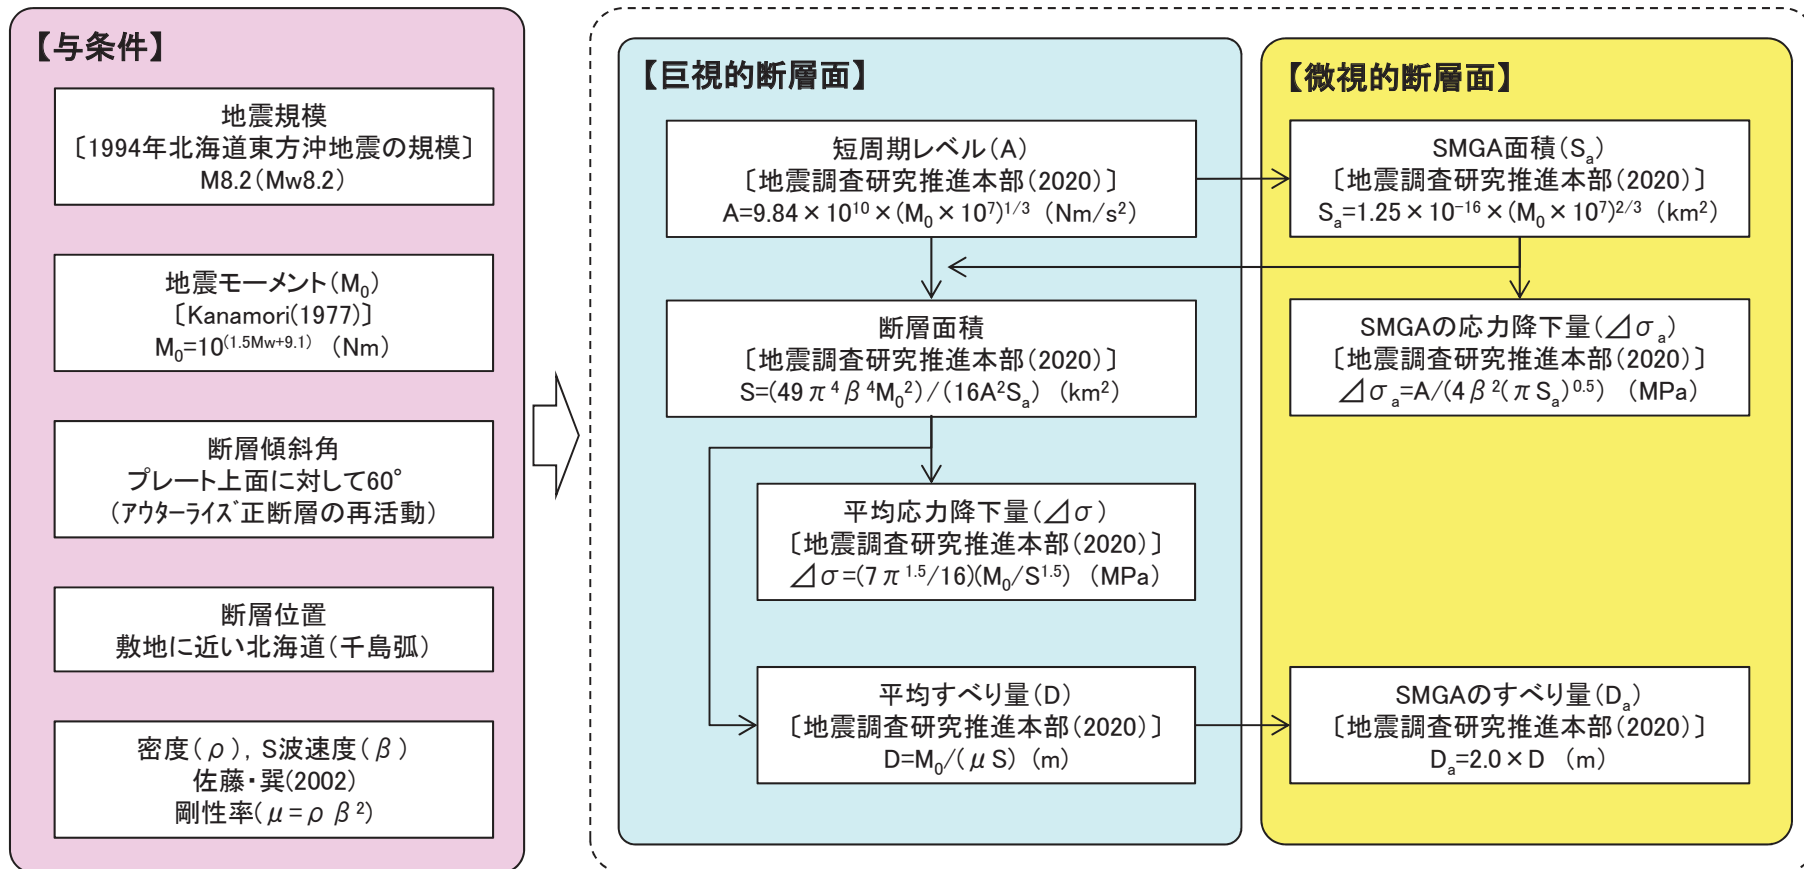 【与条件】
地震規模
〔1994年北海道東方沖地震の規模〕
M8.2(Mw8.2)
地震モーメント(M₀)
〔Kanamori(1977)〕
M₀=10^(1.5Mw+9.1) (Nm)
断層傾斜角
プレート上面に対して60°
(アウターライズ正断層の再活動)
断層位置
敷地に近い北海道(千島弧)
密度(ρ), S波速度(β)
佐藤・巽(2002)
剛性率(μ=ρβ²)
【巨視的断層面】
短周期レベル(A)
〔地震調査研究推進本部(2020)〕
A=9.84×10¹⁰×(M₀×10⁷)^1/3 (Nm/s²)
断層面積
〔地震調査研究推進本部(2020)〕
S=(49π⁴β⁴M₀²)/(16A²Sₐ) (km²)
平均応力降下量(⊿σ)
〔地震調査研究推進本部(2020)〕
⊿σ=(7π^1.5/16)(M₀/S^1.5) (MPa)
平均すべり量(D)
〔地震調査研究推進本部(2020)〕
D=M₀/(μS) (m)
【微視的断層面】
SMGA面積(Sₐ)
〔地震調査研究推進本部(2020)〕
Sₐ=1.25×10⁻¹⁶×(M₀×10⁷)^2/3 (km²)
SMGAの応力降下量(⊿σₐ)
〔地震調査研究推進本部(2020)〕
⊿σₐ=A/(4β²(πSₐ)^0.5) (MPa)
SMGAのすべり量(Dₐ)
〔地震調査研究推進本部(2020)〕
Dₐ=2.0×D (m)